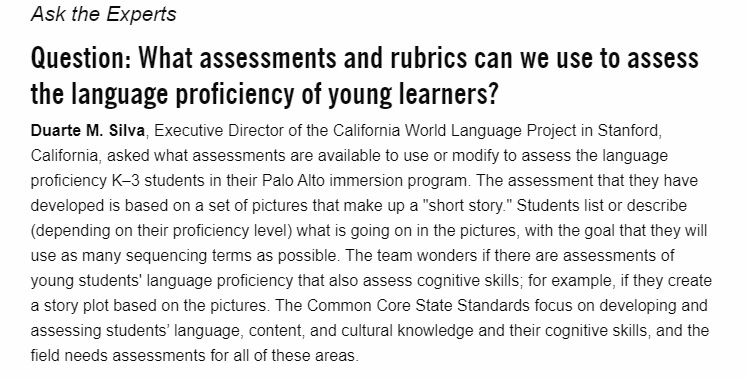 Ask the Experts
Question: What assessments and rubrics can we use to assess
the language proficiency of young learners?
Duarte M. Silva, Executive Director of the California World Language Project in Stanford,
California, asked what assessments are available to use or modify to assess the language
proficiency K–3 students in their Palo Alto immersion program. The assessment that they have
developed is based on a set of pictures that make up a "short story." Students list or describe
(depending on their proficiency level) what is going on in the pictures, with the goal that they will
use as many sequencing terms as possible. The team wonders if there are assessments of
young students' language proficiency that also assess cognitive skills; for example, if they create
a story plot based on the pictures. The Common Core State Standards focus on developing and
assessing students’ language, content, and cultural knowledge and their cognitive skills, and the
field needs assessments for all of these areas.